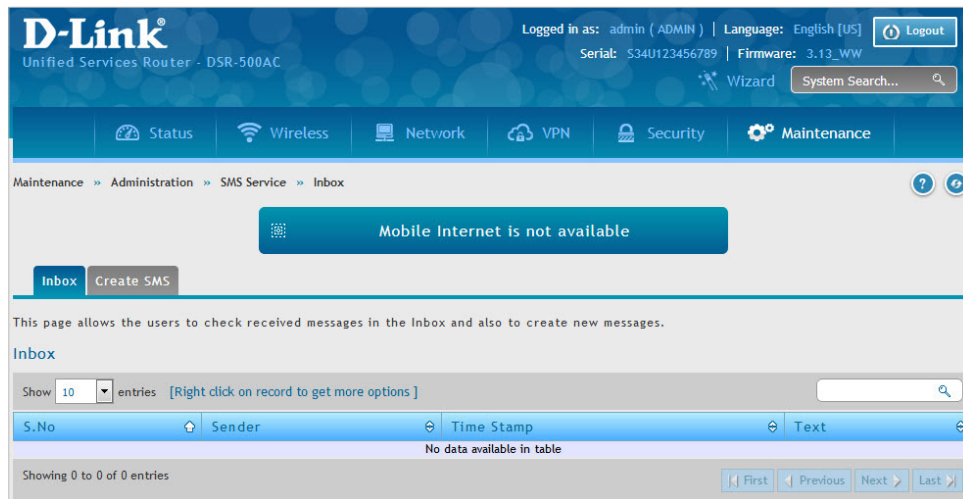 D-Link®
Unified Services Router - DSR-500AC
Logged in as: admin ( ADMIN ) | Language: English [US]
Logout
Serial: S34U123456789 | Firmware: 3.13_WW
Wizard System Search...
Status Wireless Network VPN Security Maintenance
Maintenance » Administration » SMS Service » Inbox
?
Mobile Internet is not available
Inbox Create SMS
This page allows the users to check received messages in the Inbox and also to create new messages.
Inbox
Show 10 entries [Right click on record to get more options ]
S.No Sender Time Stamp Text
No data available in table
Showing 0 to 0 of 0 entries
First Previous Next Last